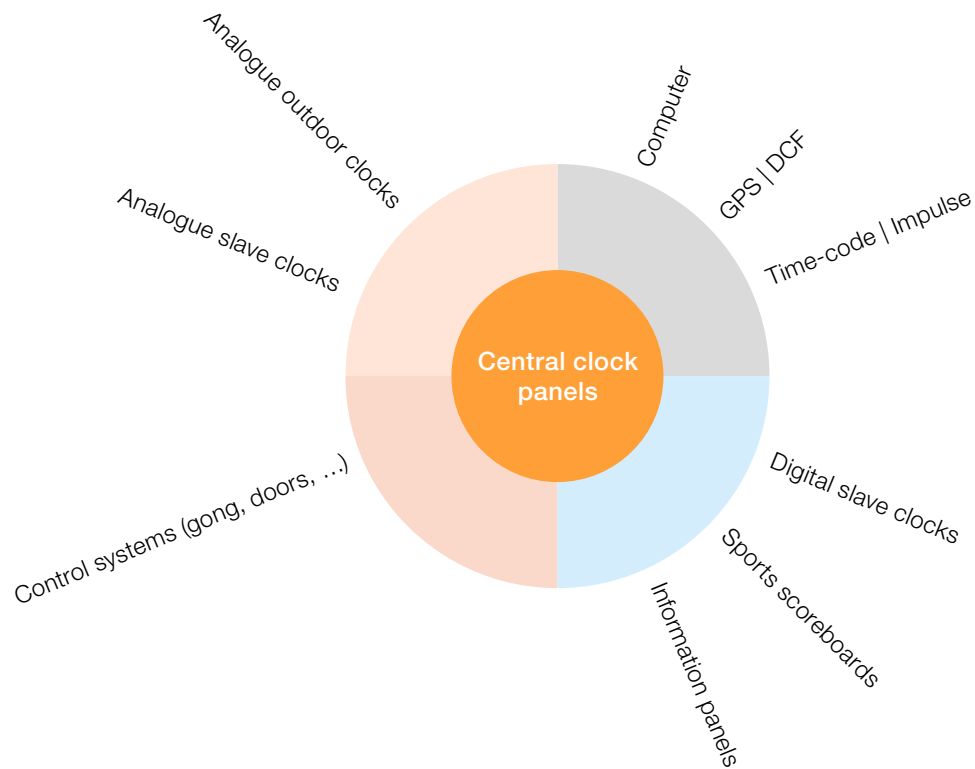 Analogue outdoor clocks
Analogue slave clocks
Computer
GPS | DCF
Time-code | Impulse
Central clock
panels
Control systems (gong, doors, …)
Digital slave clocks
Sports scoreboards
Information panels